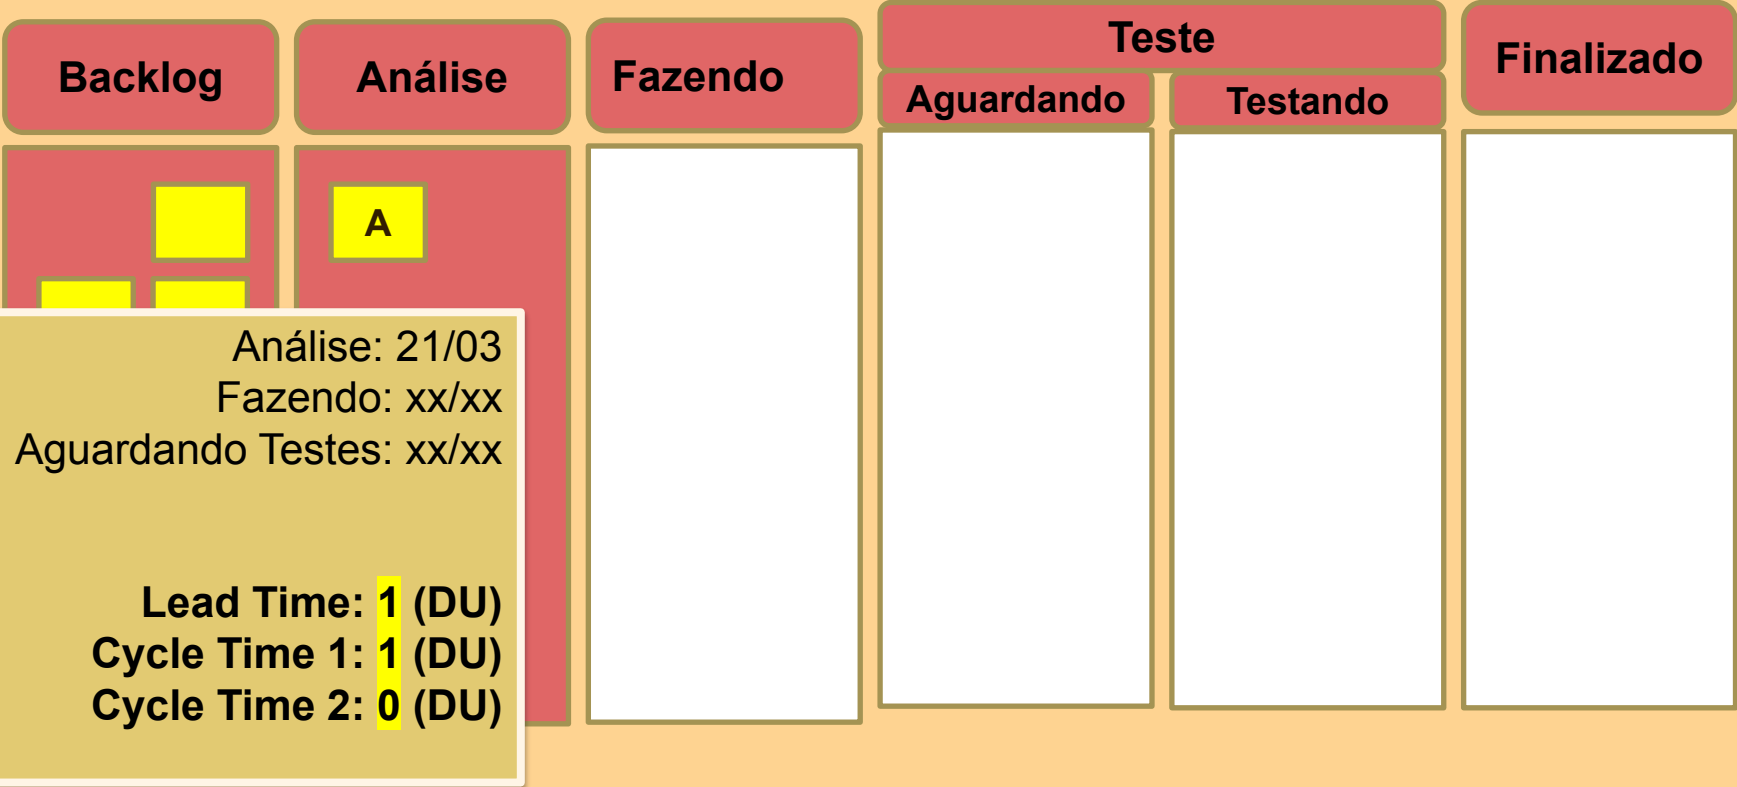 Backlog
Análise
Fazendo
Teste
Aguardando
Testando
Finalizado
A
Análise: 21/03
Fazendo: xx/xx
Aguardando Testes: xx/xx
Lead Time: 1 (DU)
Cycle Time 1: 1 (DU)
Cycle Time 2: 0 (DU)